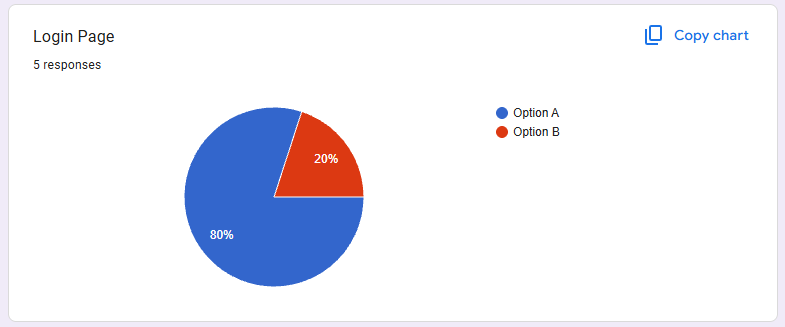 Login Page
Copy chart
5 responses
Option A
Option B
20%
80%